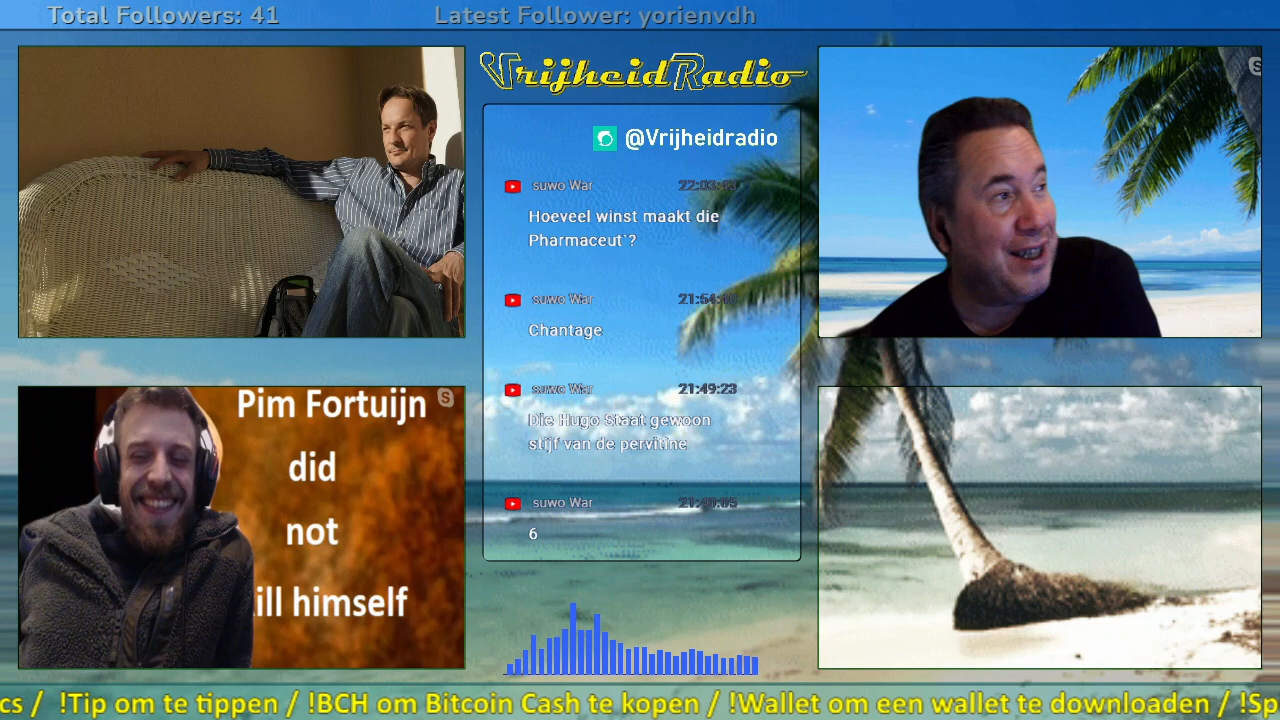 Total Followers: 41
Latest Follower: yorienvdh
VrijheidRadio
@Vrijheidradio
suwo War
Hoeveel winst maakt die
Pharmaceut`?
suwo War
Chantage
suwo War 21:49:23
Die Hugo Staat gewoon
stijf van de pervitine
suwo War
6
Pim Fortuijn
did
not
ill himself
cs / !Tip om te tippen / !BCH om Bitcoin Cash te kopen / !Wallet om een wallet te downloaden / !Sp